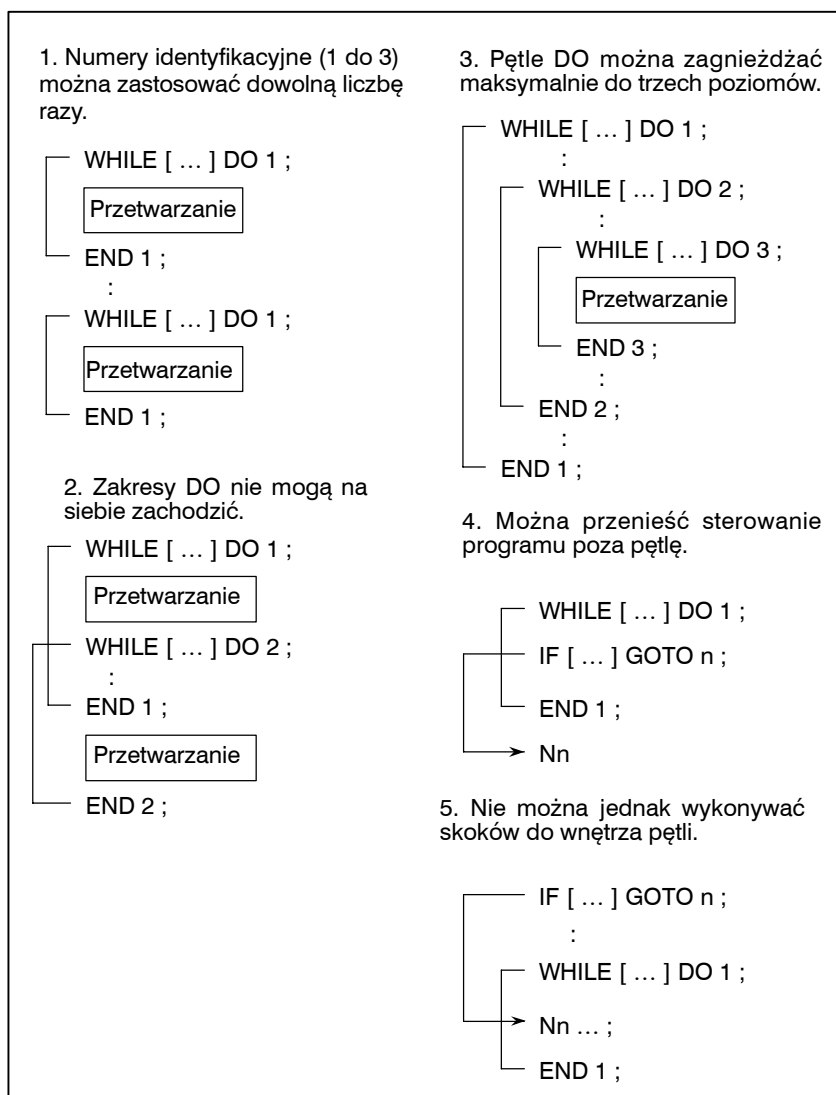 1. Numery identyfikacyjne (1 do 3)
można zastosować dowolną liczbę
razy.
WHILE [ … ] DO 1 ;
Przetwarzanie
END 1 ;
:
WHILE [ … ] DO 1 ;
Przetwarzanie
END 1 ;
2. Zakresy DO nie mogą na
siebie zachodzić.
WHILE [ … ] DO 1 ;
Przetwarzanie
WHILE [ … ] DO 2 ;
:
END 1 ;
Przetwarzanie
END 2 ;
3. Pętle DO można zagnieżdżać
maksymalnie do trzech poziomów.
WHILE [ … ] DO 1 ;
:
WHILE [ … ] DO 2 ;
:
WHILE [ … ] DO 3 ;
Przetwarzanie
END 3 ;
:
END 2 ;
:
END 1 ;
4. Można przenieść sterowanie
programu poza pętlę.
WHILE [ … ] DO 1 ;
IF [ … ] GOTO n ;
END 1 ;
Nn
5. Nie można jednak wykonywać
skoków do wnętrza pętli.
IF [ … ] GOTO n ;
:
WHILE [ … ] DO 1 ;
Nn … ;
END 1 ;